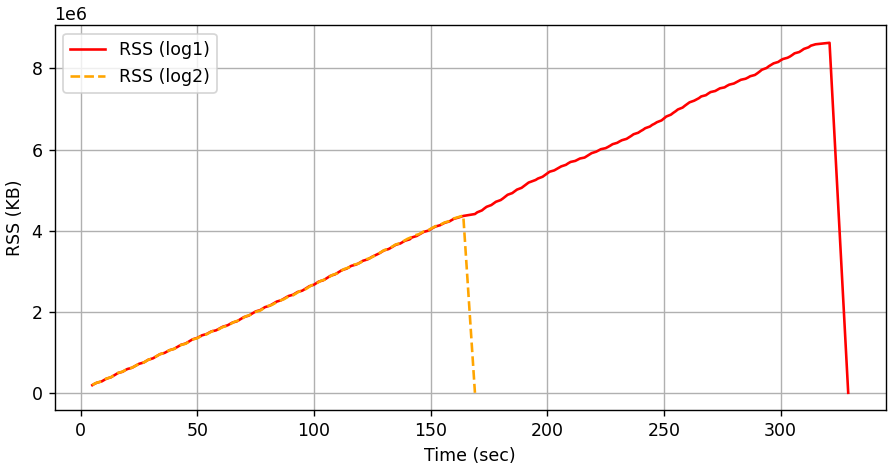 1e6
RSS (log1)
RSS (log2)
8
6
4
2
0
RSS (KB)
0 50 100 150 200 250 300
Time (sec)